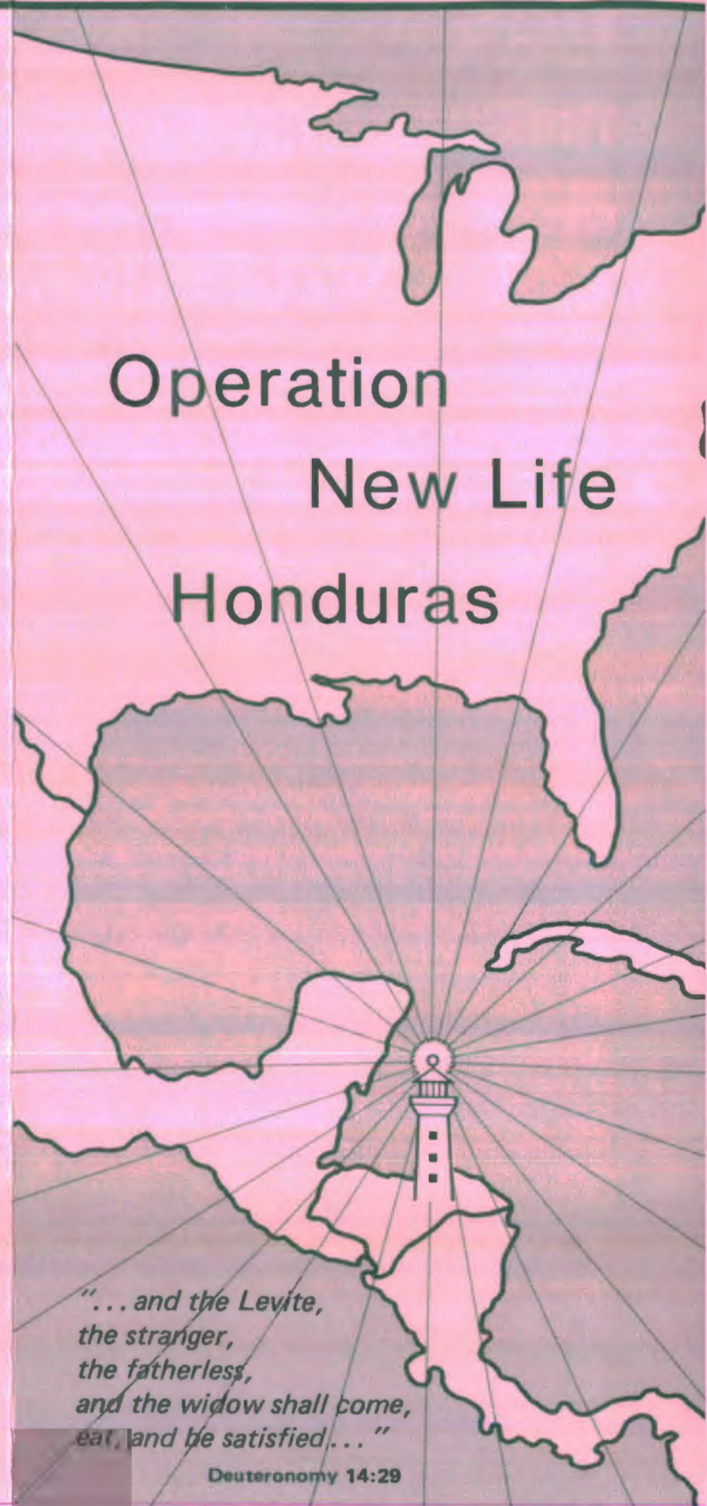 Operation
New Life
Honduras
"... and the Levite,
the stranger,
the fatherless,
and the widow shall come,
eat, and be satisfied... "
Deuteronomy 14:29